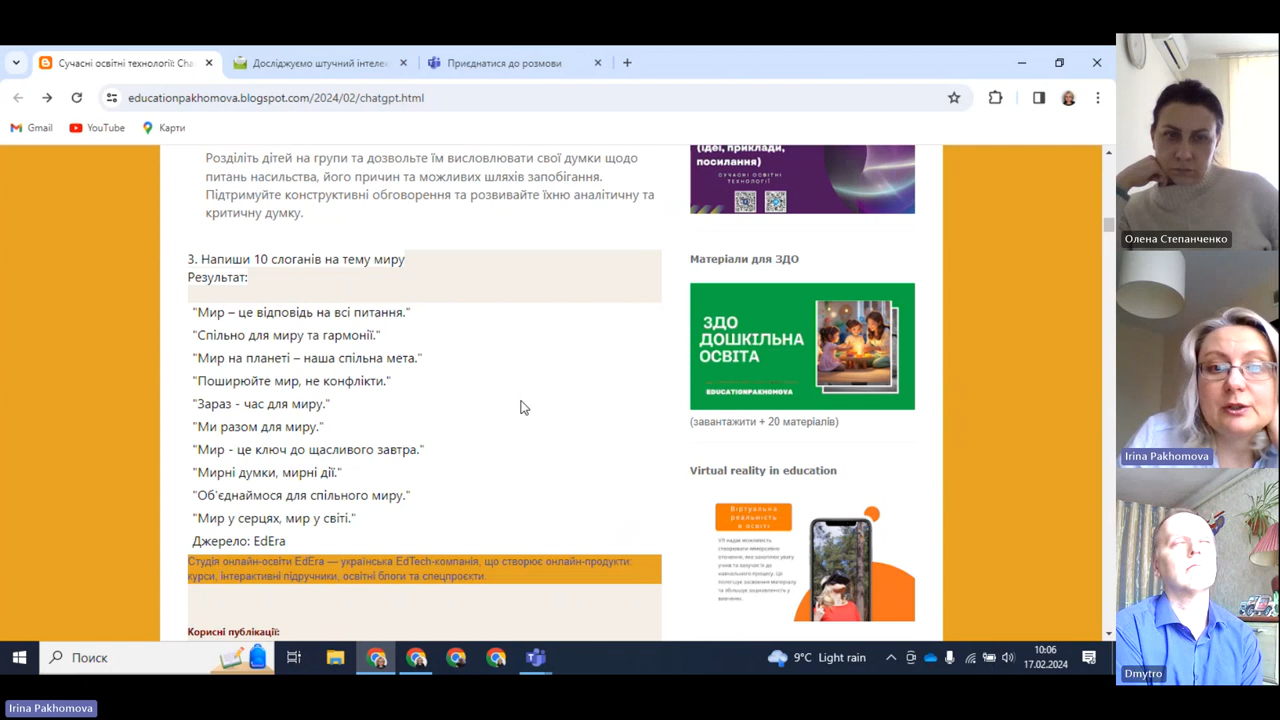 Сучасні освітні технології: Cha
Досліджуємо штучний інтеле
Приєднатися до розмови
educationpakhomova.blogspot.com/2024/02/chatgpt.html
Gmail
YouTube
Карти
Розділіть дітей на групи та дозвольте їм висловлювати свої думки щодо
питань насильства, його причин та можливих шляхів запобігання.
Підтримуйте конструктивні обговорення та розвивайте їхню аналітичну та
критичну думку.
3. Напиши 10 слоганів на тему миру
Результат:
"Мир – це відповідь на всі питання."
"Спільно для миру та гармонії."
"Мир на планеті – наша спільна мета."
"Поширюйте мир, не конфлікти."
"Зараз - час для миру."
"Ми разом для миру."
"Мир - це ключ до щасливого завтра."
"Мирні думки, мирні дії."
"Об'єднаймося для спільного миру."
"Мир у серцях, мир у світі."
Джерело: EdEra
Студія онлайн-освіти EdEra — українська EdTech-компанія, що створює онлайн-продукти:
курси, інтерактивні підручники, освітні блоги та спецпроєкти.
Корисні публікації:
(ідеї, приклади,
посилання)
СУЧАСНІ ОСВІТНІ
ТЕХНОЛОГІЇ
Матеріали для ЗДО
ЗДО
ДОШКІЛЬНА
ОСВІТА
EDUCATIONPAKHOMOVA
(завантажити + 20 матеріалів)
Virtual reality in education
Віртуальна
реальність
в освіті
Поиск
9°C Light rain
10:06
17.02.2024
Олена Степанченко
Irina Pakhomova
Dmytro
Irina Pakhomova